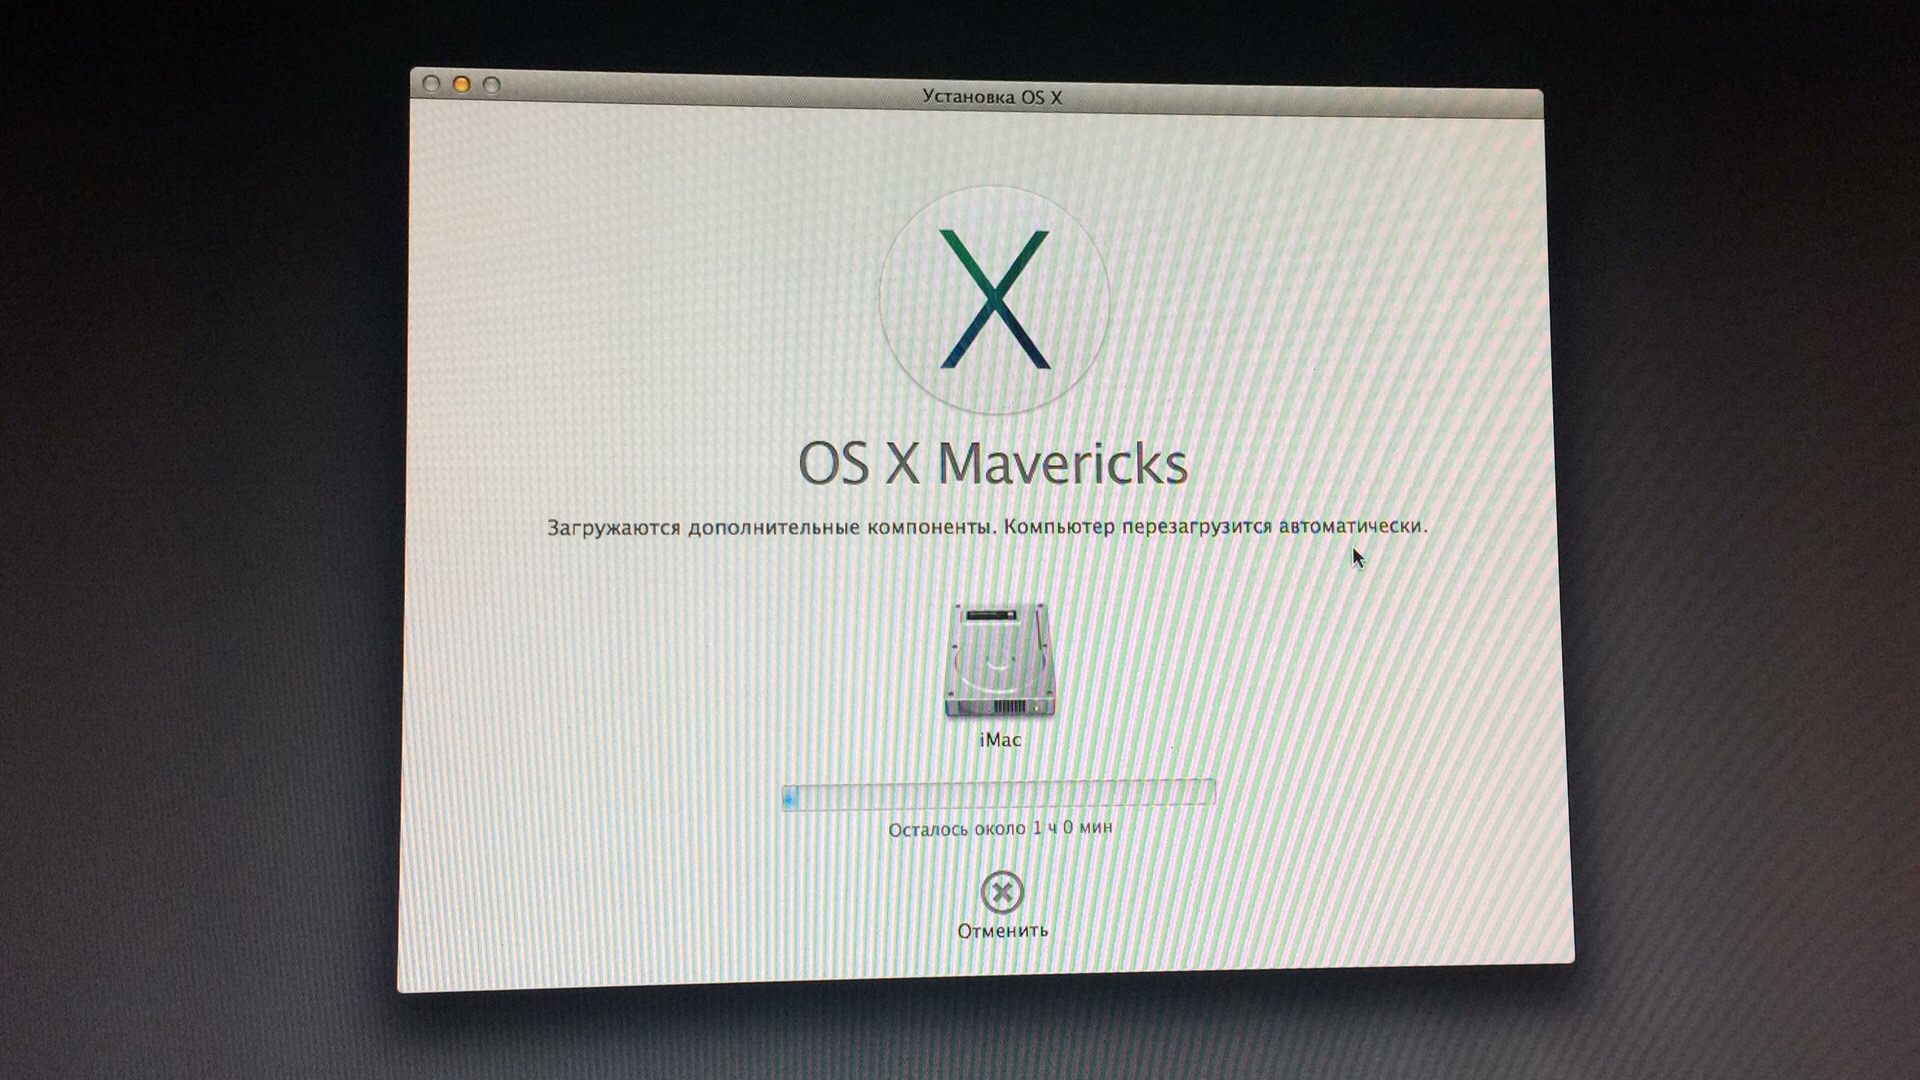 Установка OS X
X
OS X Mavericks
Загружаются дополнительные компоненты. Компьютер перезагрузится автоматически.
iMac
Осталось около 1 ч 0 мин
Отменить